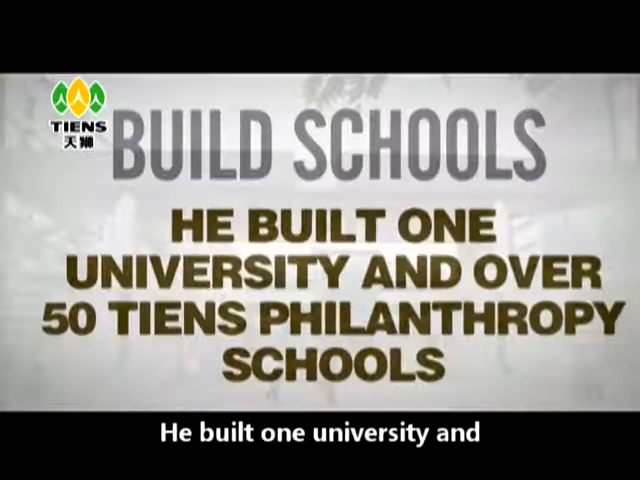 TIENS
天狮
BUILD SCHOOLS
HE BUILT ONE
UNIVERSITY AND OVER
50 TIENS PHILANTHROPY
SCHOOLS
He built one university and